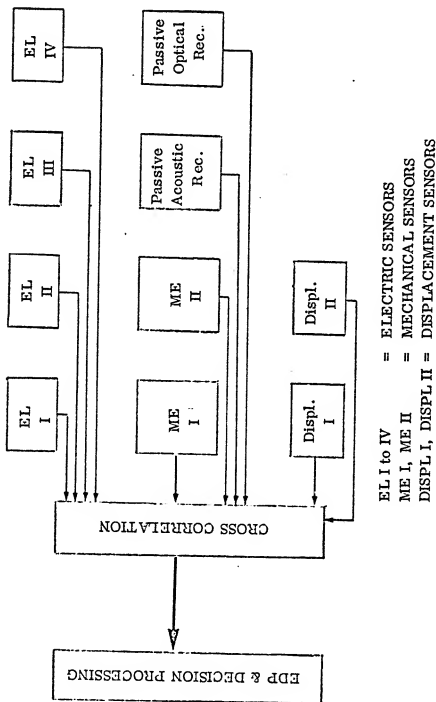 EL
I
EL
II
EL
III
EL
IV
ME
I
ME
II
Passive
Acoustic
Rec.
Passive
Optical
Rec.
Displ.
I
Displ.
II
CROSS CORRELATION
EDP & DECISION PROCESSING
EL I to IV = ELECTRIC SENSORS
ME I, ME II = MECHANICAL SENSORS
DISPL I, DISPL II = DISPLACEMENT SENSORS